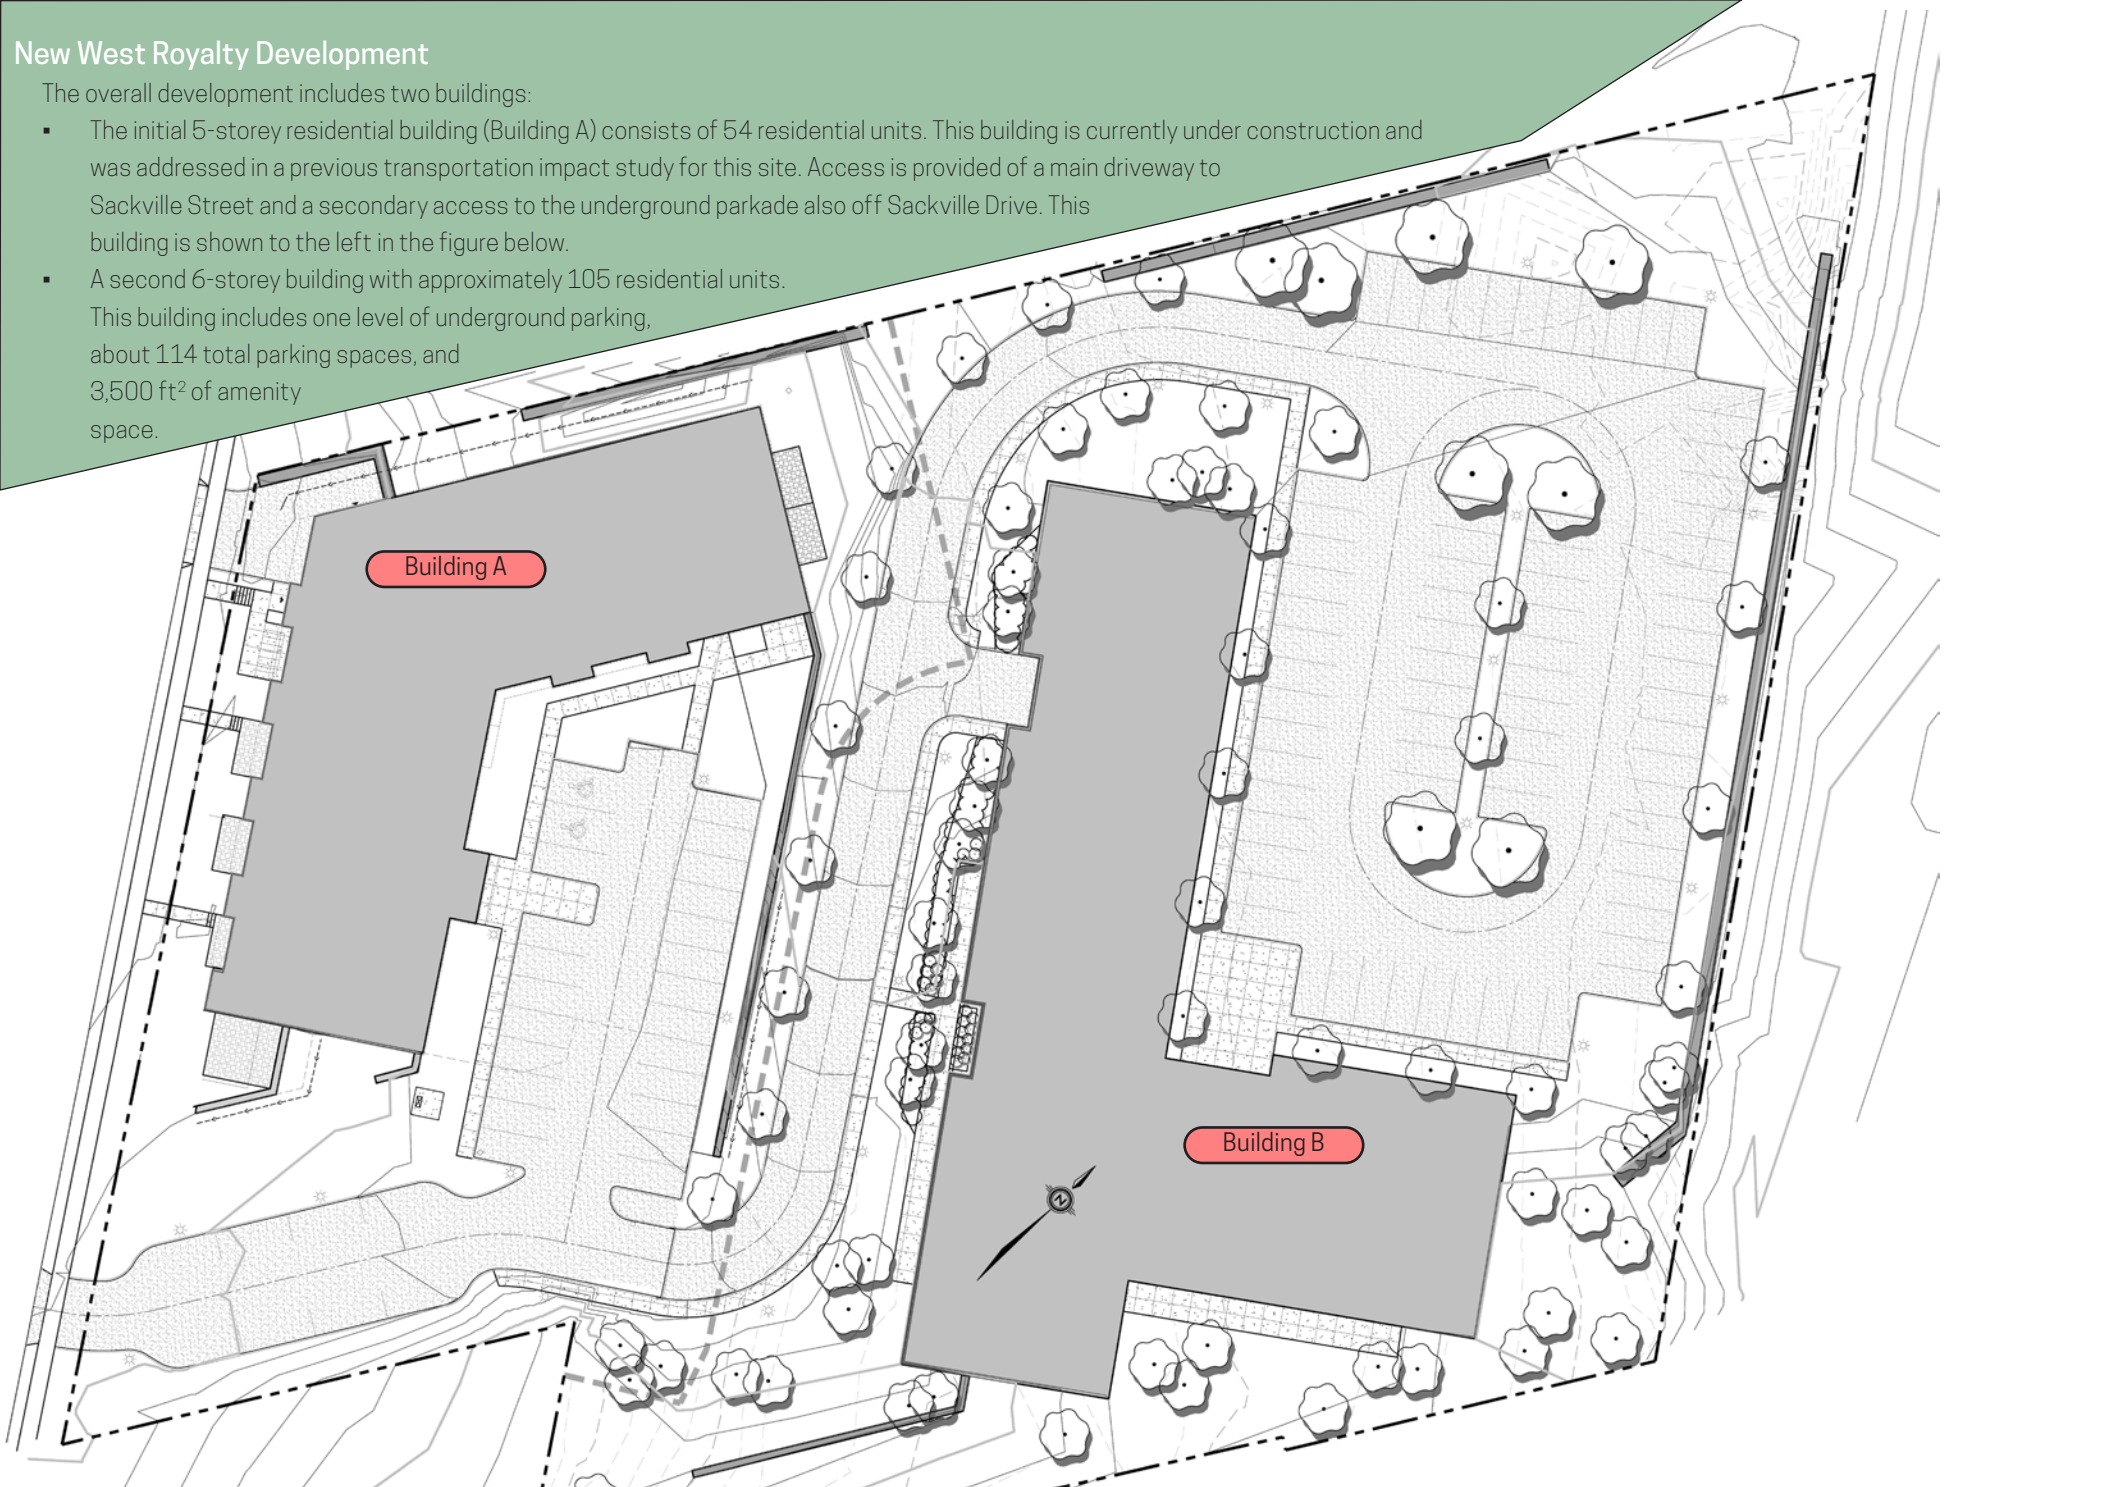 New West Royalty Development
The overall development includes two buildings:
▪ The initial 5-storey residential building (Building A) consists of 54 residential units. This building is currently under construction and
was addressed in a previous transportation impact study for this site. Access is provided of a main driveway to
Sackville Street and a secondary access to the underground parkade also off Sackville Drive. This
building is shown to the left in the figure below.
▪ A second 6-storey building with approximately 105 residential units.
This building includes one level of underground parking,
about 114 total parking spaces, and
3,500 ft² of amenity
space.
Building A
Building B
N